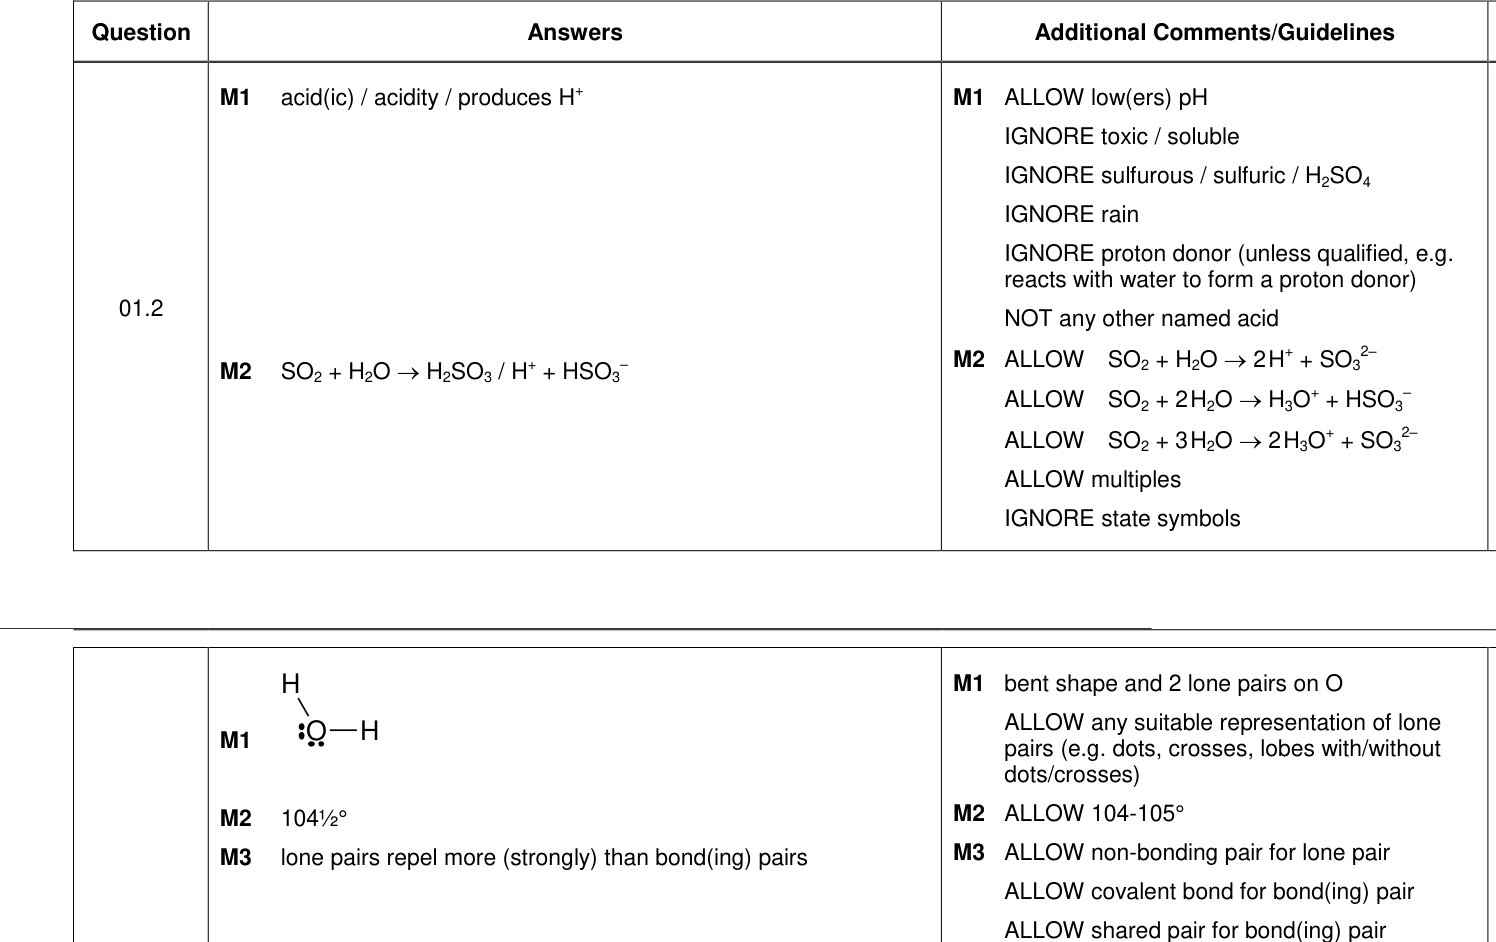 Question Answers Additional Comments/Guidelines
01.2
M1 acid(ic) / acidity / produces H⁺
M1 ALLOW low(ers) pH
IGNORE toxic / soluble
IGNORE sulfurous / sulfuric / H₂SO₄
IGNORE rain
IGNORE proton donor (unless qualified, e.g.
reacts with water to form a proton donor)
NOT any other named acid
M2 SO₂ + H₂O → H₂SO₃ / H⁺ + HSO₃⁻
M2 ALLOW SO₂ + H₂O → 2H⁺ + SO₃²⁻
ALLOW SO₂ + 2H₂O → H₃O⁺ + HSO₃⁻
ALLOW SO₂ + 3H₂O → 2H₃O⁺ + SO₃²⁻
ALLOW multiples
IGNORE state symbols
H
M1 O H
M2 104½°
M3 lone pairs repel more (strongly) than bond(ing) pairs
M1 bent shape and 2 lone pairs on O
ALLOW any suitable representation of lone
pairs (e.g. dots, crosses, lobes with/without
dots/crosses)
M2 ALLOW 104-105°
M3 ALLOW non-bonding pair for lone pair
ALLOW covalent bond for bond(ing) pair
ALLOW shared pair for bond(ing) pair